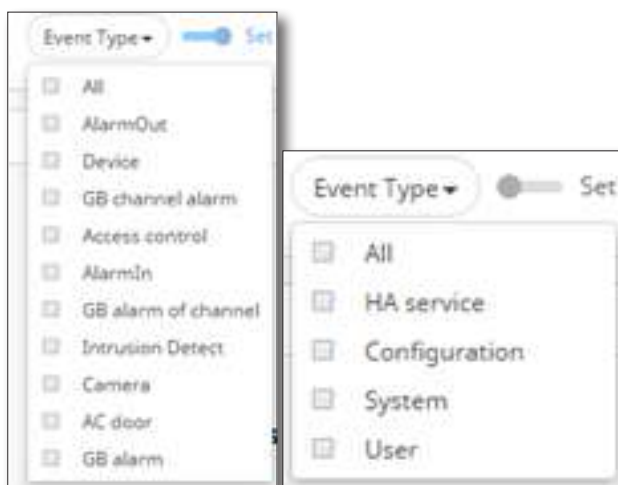 Event Type Set
All
AlarmOut
Device
GB channel alarm
Access control
AlarmIn
GB alarm of channel
Intrusion Detect
Camera
AC door
GB alarm
Event Type Set
All
HA service
Configuration
System
User